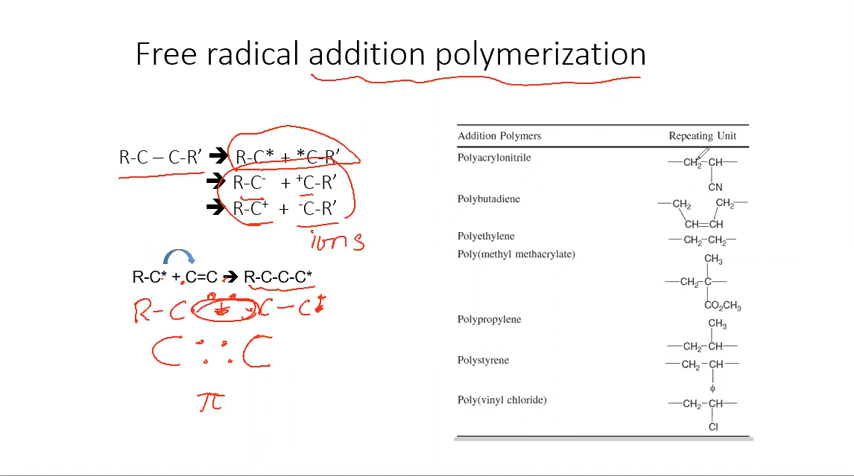 Free radical addition polymerization
R-C – C-R′ ➔ R-C* + *C-R′
➔ R-C⁻ + ⁺C-R′
➔ R-C⁺ + ⁻C-R′
ions
R-C* + C=C ➔ R-C-C-C*
R-C + C-C*
C : : C
π
Addition Polymers Repeating Unit
Polyacrylonitrile —CH₂—CH—
CN
Polybutadiene —CH₂ CH₂—
CH=CH
Polyethylene —CH₂—CH₂—
Poly(methyl methacrylate) CH₃
—CH₂—C—
CO₂CH₃
Polypropylene CH₃
—CH₂—CH—
Polystyrene —CH₂—CH—
ϕ
Poly(vinyl chloride) —CH₂—CH—
Cl